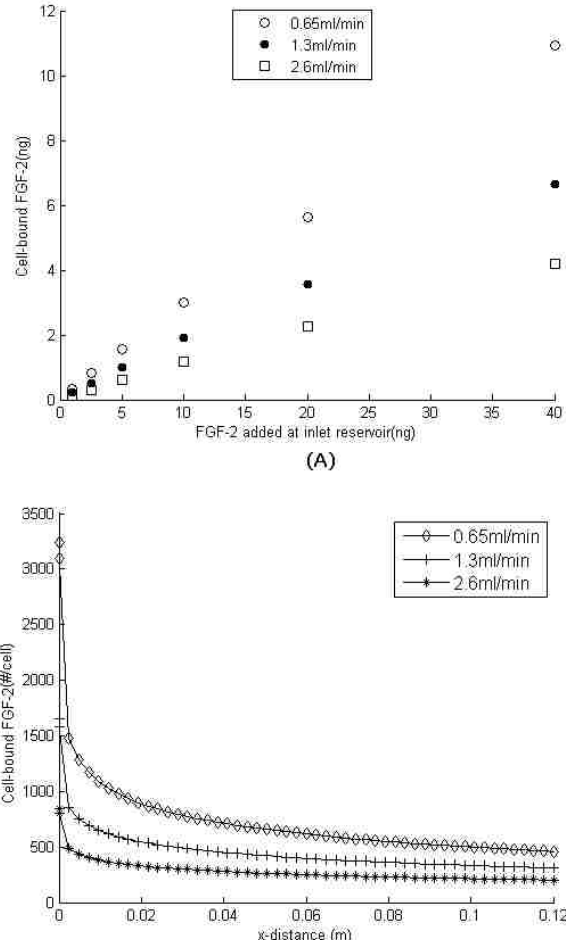 12
0.65ml/min
1.3ml/min
2.6ml/min
10
8
6
4
2
0
Cell-bound FGF-2(ng)
0 5 10 15 20 25 30 35 40
FGF-2 added at inlet reservoir(ng)
(A)
3500
0.65ml/min
1.3ml/min
2.6ml/min
3000
2500
2000
1500
1000
500
0
Cell-bound FGF-2(#/cell)
0 0.02 0.04 0.06 0.08 0.1 0.12
x-distance (m)